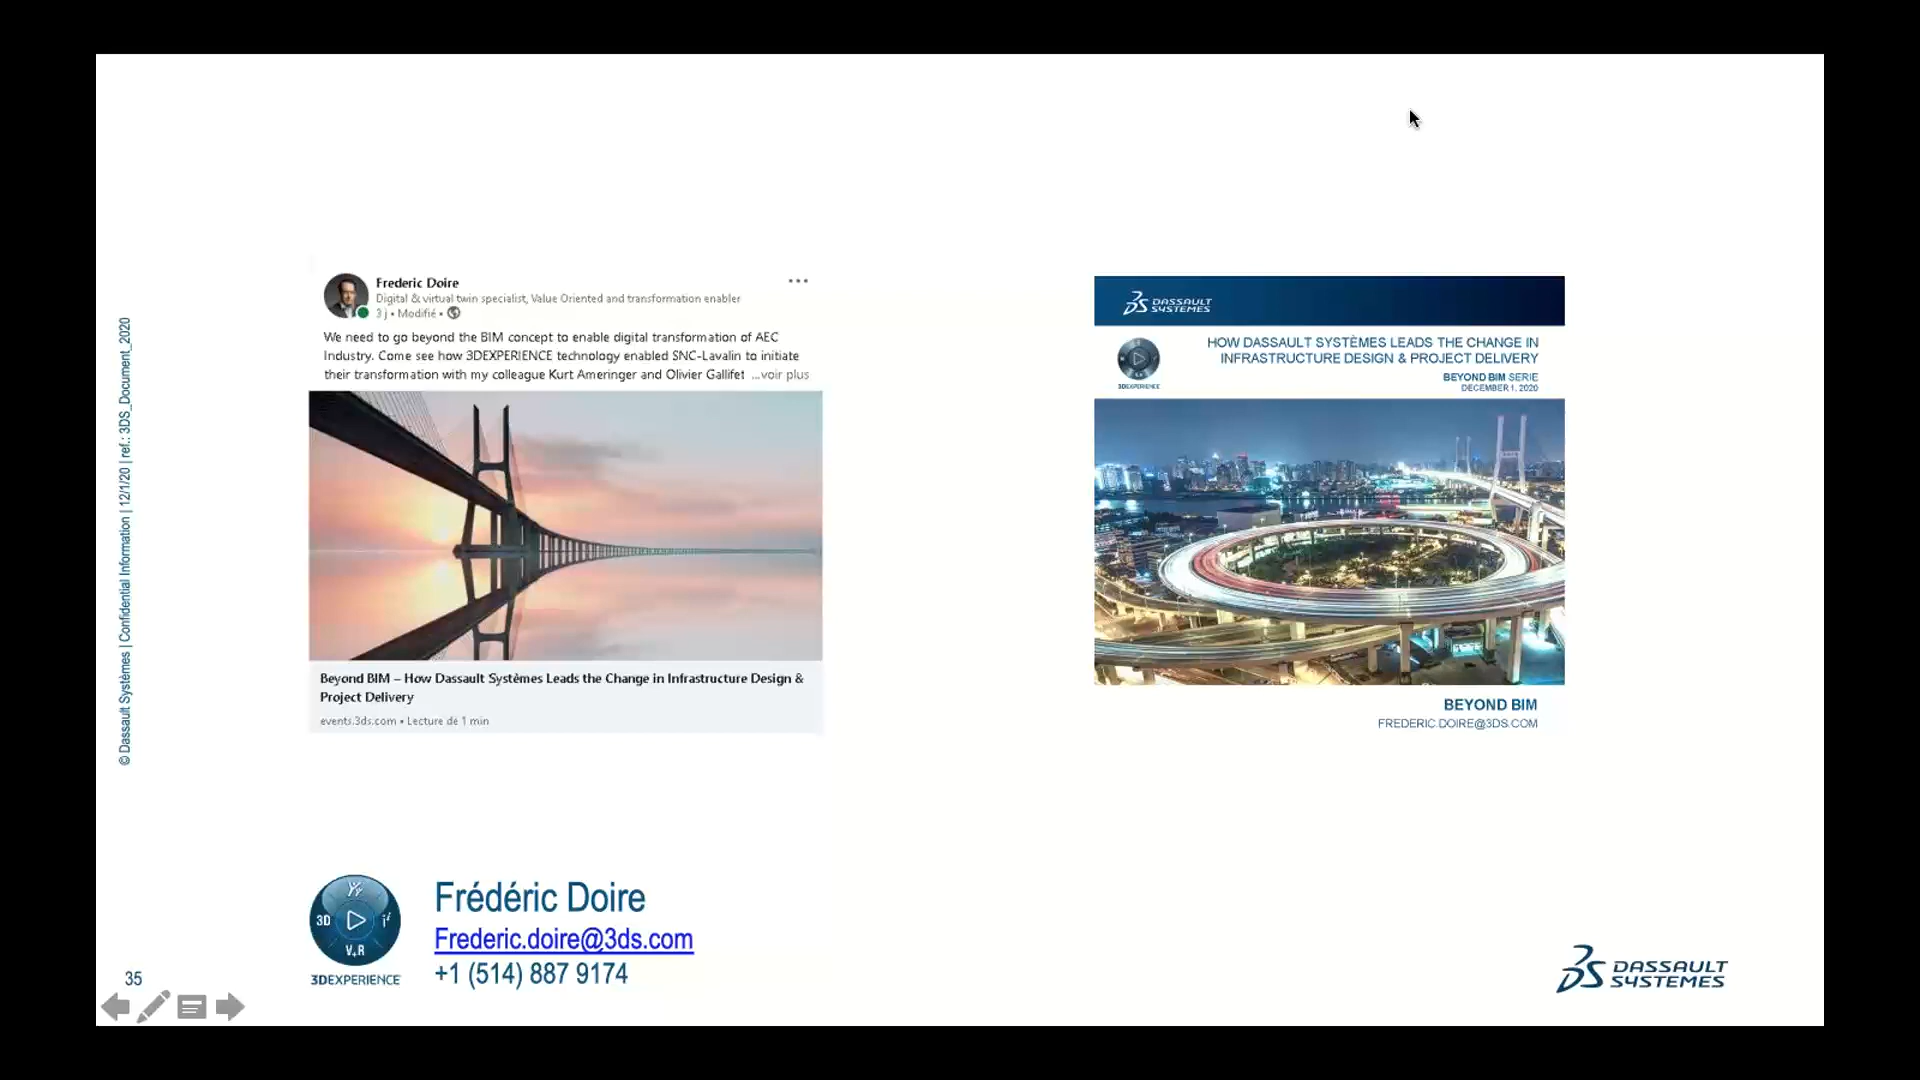 Frederic Doire
Digital & virtual twin specialist, Value Oriented and transformation enabler
3 j • Modifié •
We need to go beyond the BIM concept to enable digital transformation of AEC
Industry. Come see how 3DEXPERIENCE technology enabled SNC-Lavalin to initiate
their transformation with my colleague Kurt Ameringer and Olivier Gallifet ...voir plus
Beyond BIM – How Dassault Systèmes Leads the Change in Infrastructure Design &
Project Delivery
events.3ds.com • Lecture de 1 min
DASSAULT
SYSTEMES
3DEXPERIENCE
HOW DASSAULT SYSTÈMES LEADS THE CHANGE IN
INFRASTRUCTURE DESIGN & PROJECT DELIVERY
BEYOND BIM SERIE
DECEMBER 1, 2020
BEYOND BIM
FREDERIC.DOIRE@3DS.COM
© Dassault Systèmes | Confidential Information | 12/1/20 | ref.: 3DS_Document_2020
3D
V,R
3DEXPERIENCE
Frédéric Doire
Frederic.doire@3ds.com
+1 (514) 887 9174
35
DASSAULT
SYSTEMES